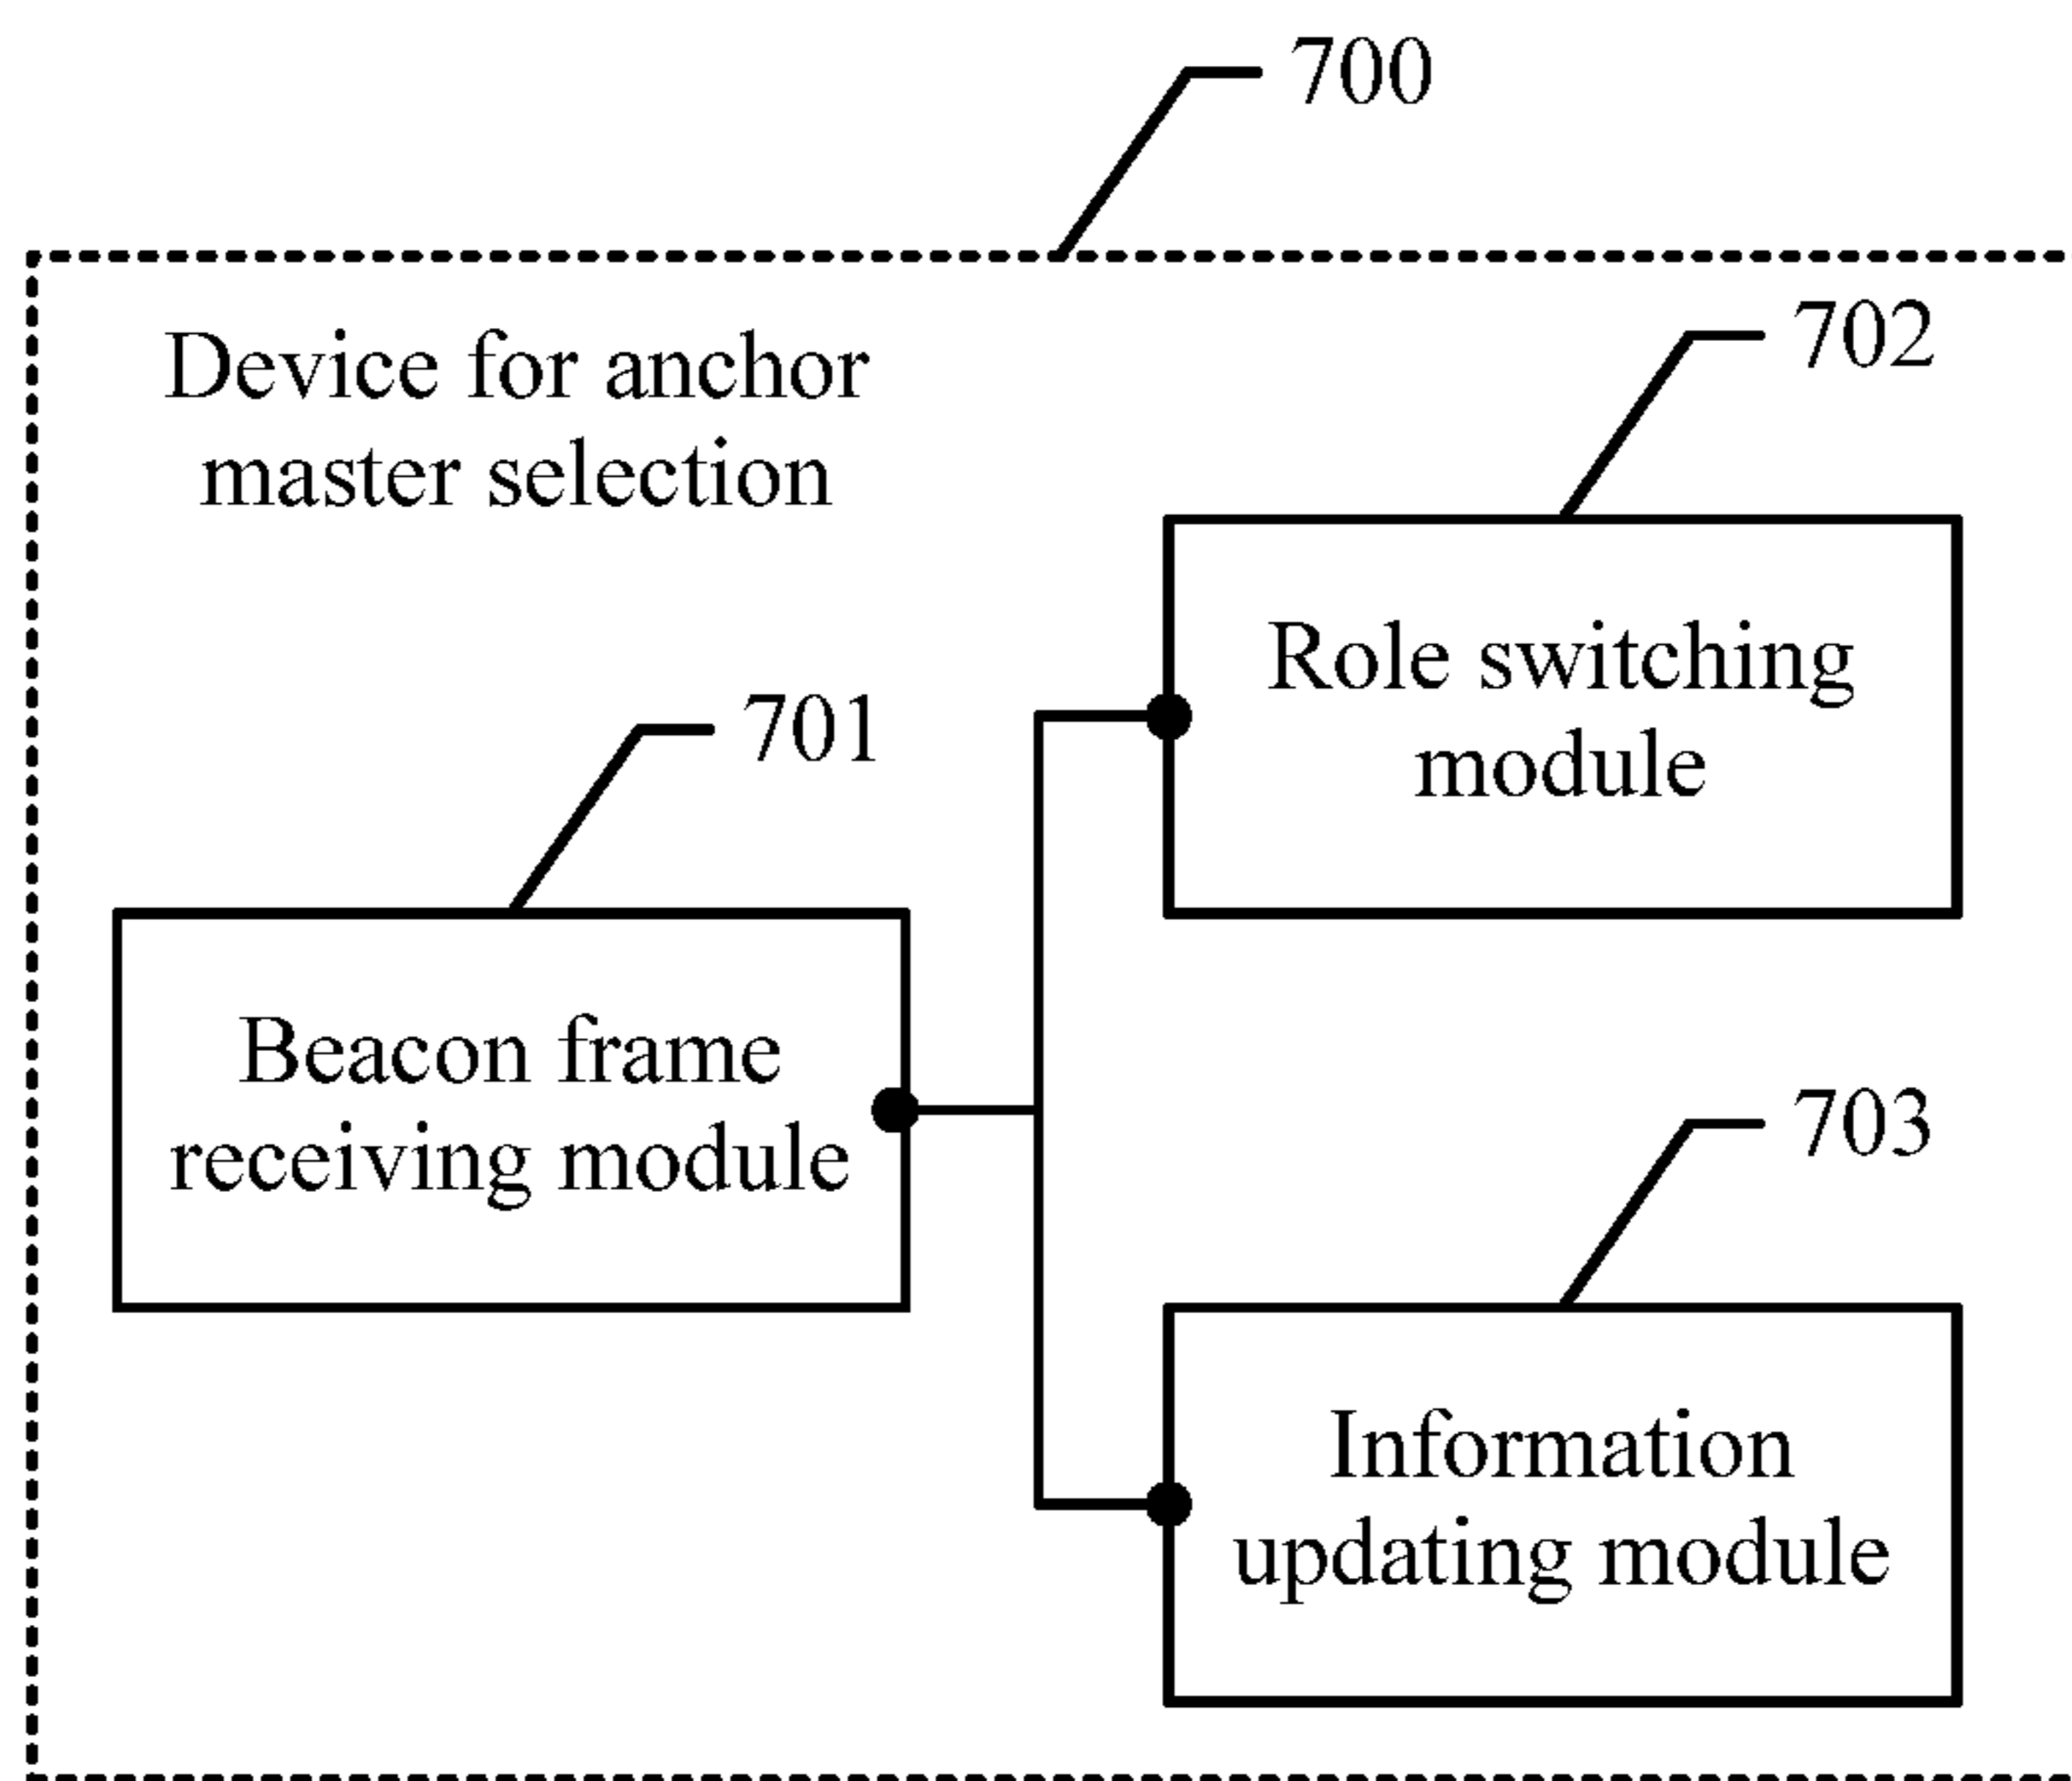 700
Device for anchor
master selection
702
Role switching
module
701
Beacon frame
receiving module
703
Information
updating module